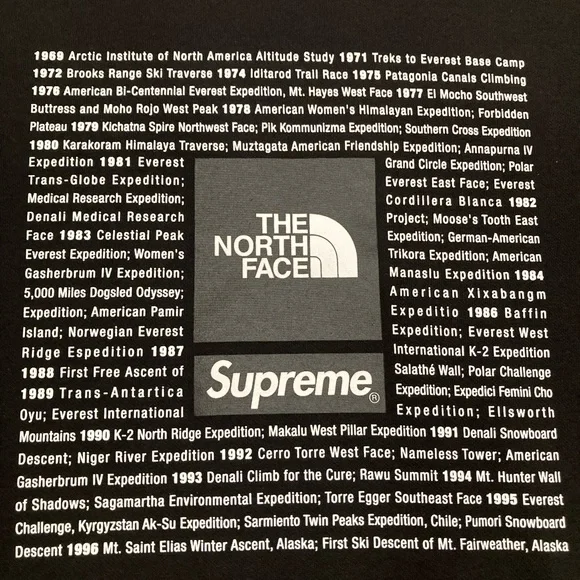 1969 Arctic Institute of North America Altitude Study 1971 Treks to Everest Base Camp
1972 Brooks Range Ski Traverse 1974 Iditarod Trail Race 1975 Patagonia Canals Climbing
1976 American Bi-Centennial Everest Expedition, Mt. Hayes West Face 1977 El Mocho Southwest
Buttress and Moho Rojo West Peak 1978 American Women's Himalayan Expedition; Forbidden
Plateau 1979 Kichatna Spire Northwest Face; Pik Kommunizma Expedition; Southern Cross Expedition
1980 Karakoram Himalaya Traverse; Muztagata American Friendship Expedition; Annapurna IV
Expedition 1981 Everest Grand Circle Expedition; Polar
Trans-Globe Expedition; Everest East Face; Everest
Medical Research Expedition; Cordillera Blanca 1982
Denali Medical Research Project; Moose's Tooth East
Face 1983 Celestial Peak Expedition; German-American
Everest Expedition; Women's Trikora Expedition; American
Gasherbrum IV Expedition; Manaslu Expedition 1984
5,000 Miles Dogsled Odyssey; American Xixabangm
Expedition; American Pamir Expeditio 1986 Baffin
Island; Norwegian Everest Expedition; Everest West
Ridge Espedition 1987 International K-2 Expedition
1988 First Free Ascent of Salathé Wall; Polar Challenge
1989 Trans-Antartica Expedition; Expedici Femini Cho
Oyu; Everest International Expedition; Ellsworth
THE
NORTH
FACE
Supreme®
Mountains 1990 K-2 North Ridge Expedition; Makalu West Pillar Expedition 1991 Denali Snowboard
Descent; Niger River Expedition 1992 Cerro Torre West Face; Nameless Tower; American
Gasherbrum IV Expedition 1993 Denali Climb for the Cure; Rawu Summit 1994 Mt. Hunter Wall
of Shadows; Sagamartha Environmental Expedition; Torre Egger Southeast Face 1995 Everest
Challenge, Kyrgyzstan Ak-Su Expedition; Sarmiento Twin Peaks Expedition, Chile; Pumori Snowboard
Descent 1996 Mt. Saint Elias Winter Ascent, Alaska; First Ski Descent of Mt. Fairweather, Alaska